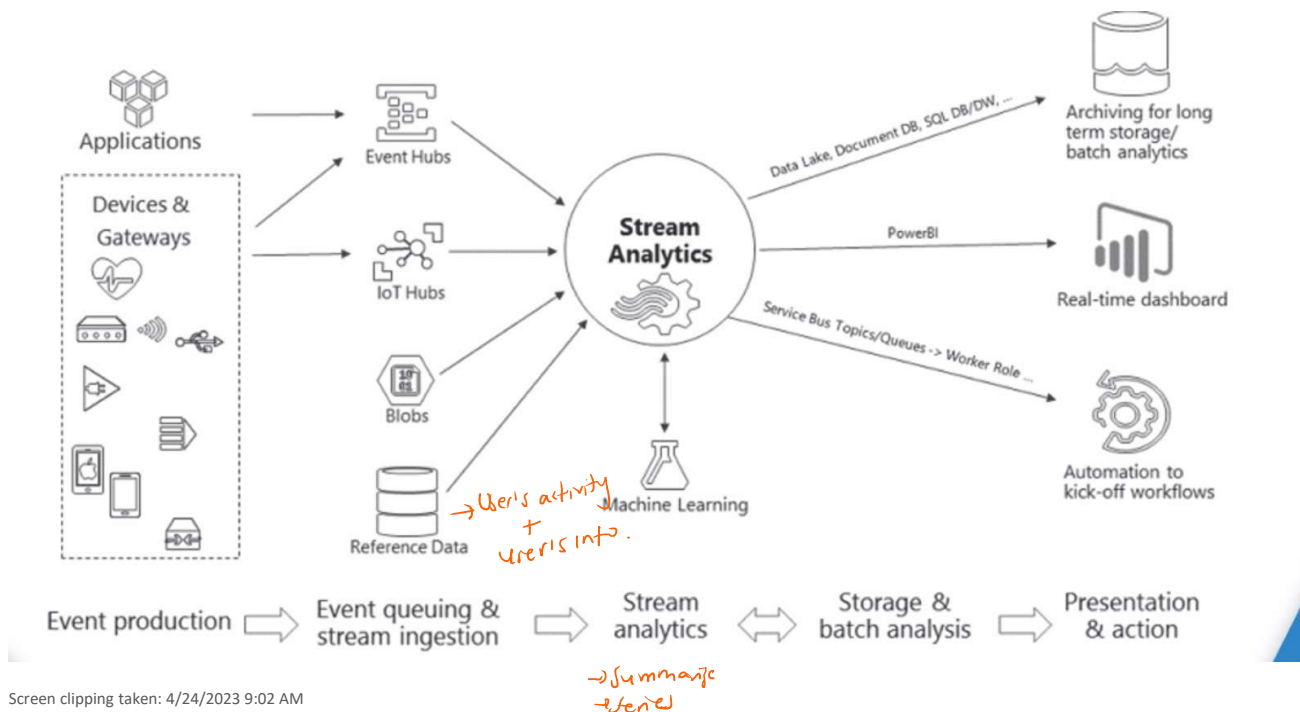 Applications
Devices &
Gateways
Event Hubs
IoT Hubs
Blobs
Reference Data
→ User's activity
+
user's info.
Stream
Analytics
Machine Learning
Data Lake, Document DB, SQL DB/DW, ...
PowerBI
Service Bus Topics/Queues -> Worker Role ...
Archiving for long
term storage/
batch analytics
Real-time dashboard
Automation to
kick-off workflows
Event production
Event queuing &
stream ingestion
Stream
analytics
Storage &
batch analysis
Presentation
& action
→ Summarize
Screen clipping taken: 4/24/2023 9:02 AM